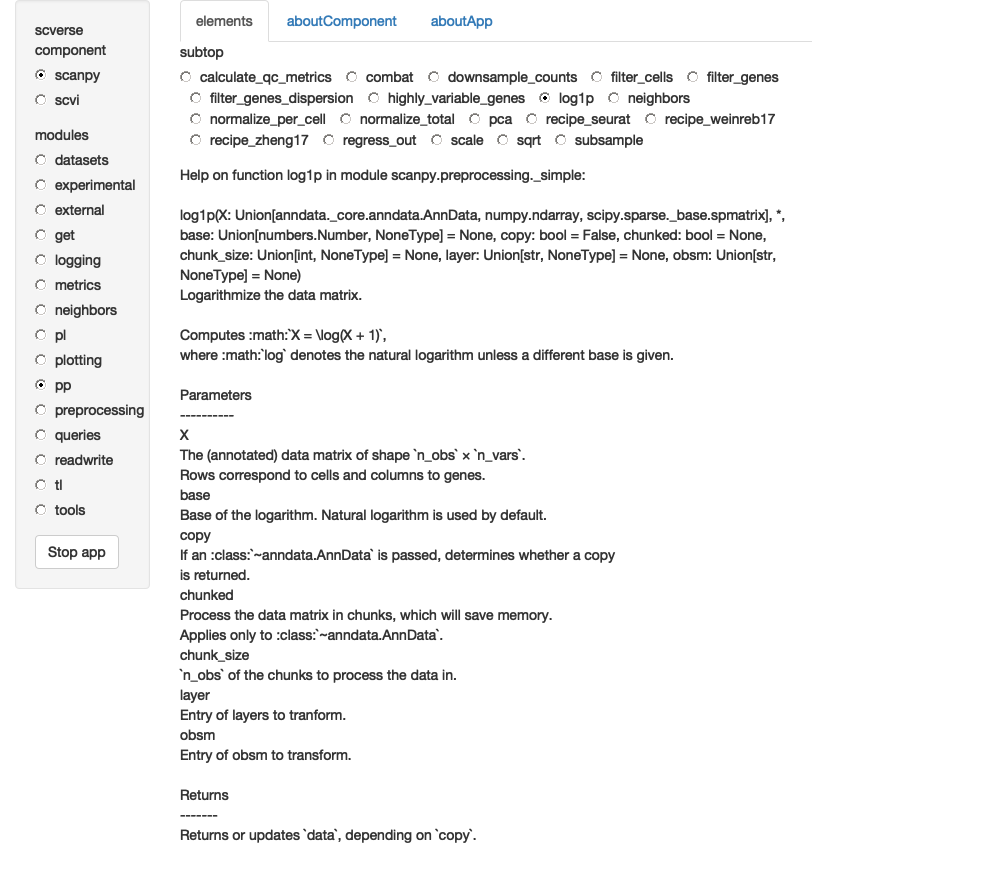 scverse
component
scanpy
scvi
modules
datasets
experimental
external
get
logging
metrics
neighbors
pl
plotting
pp
preprocessing
queries
readwrite
tl
tools
Stop app
elements aboutComponent aboutApp
subtop
calculate_qc_metrics combat downsample_counts filter_cells filter_genes
filter_genes_dispersion highly_variable_genes log1p neighbors
normalize_per_cell normalize_total pca recipe_seurat recipe_weinreb17
recipe_zheng17 regress_out scale sqrt subsample
Help on function log1p in module scanpy.preprocessing._simple:
log1p(X: Union[anndata._core.anndata.AnnData, numpy.ndarray, scipy.sparse._base.spmatrix], *,
base: Union[numbers.Number, NoneType] = None, copy: bool = False, chunked: bool = None,
chunk_size: Union[int, NoneType] = None, layer: Union[str, NoneType] = None, obsm: Union[str,
NoneType] = None)
Logarithmize the data matrix.
Computes :math:`X = \log(X + 1)`,
where :math:`log` denotes the natural logarithm unless a different base is given.
Parameters
----------
X
The (annotated) data matrix of shape `n_obs` × `n_vars`.
Rows correspond to cells and columns to genes.
base
Base of the logarithm. Natural logarithm is used by default.
copy
If an :class:`~anndata.AnnData` is passed, determines whether a copy
is returned.
chunked
Process the data matrix in chunks, which will save memory.
Applies only to :class:`~anndata.AnnData`.
chunk_size
`n_obs` of the chunks to process the data in.
layer
Entry of layers to tranform.
obsm
Entry of obsm to transform.
Returns
-------
Returns or updates `data`, depending on `copy`.